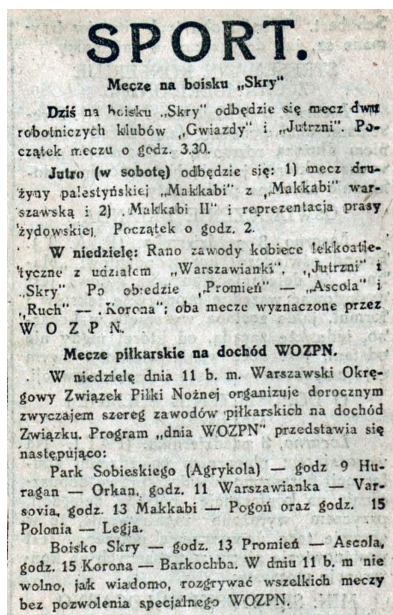 SPORT.
Mecze na boisku „Skry"
Dziś na boisku „Skry" odbędzie się mecz dwu
robotniczych klubów „Gwiazdy" i „Jutrzni". Po-
czątek meczu o godz. 3.30.
Jutro (w sobotę) odbędzie się: 1) mecz dru-
żyny palestyńskiej „Makkabi" z „Makkabi" war-
szawską i 2) „Makkabi II" i reprezentacja prasy
żydowskiej. Początek o godz. 2.
W niedzielę: Rano zawody kobiece lekkoatle-
tyczne z udziałem „Warszawianki", „Jutrzni" i
„Skry" Po obiedzie „Promień" — „Ascola" i
„Ruch" — „Korona"; oba mecze wyznaczone przez
W O Z P N.
Mecze piłkarskie na dochód WOZPN.
W niedzielę dnia 11 b. m. Warszawski Okrę-
gowy Związek Piłki Nożnej organizuje dorocznym
zwyczajem szereg zawodów piłkarskich na dochód
Związku. Program „dnia WOZPN" przedstawia się
następująco:
Park Sobieskiego (Agrykola) — godz 9 Hu-
ragan — Orkan, godz. 11 Warszawianka — Var-
sovia, godz. 13 Makkabi — Pogoń oraz godz. 15
Polonia — Legja.
Boisko Skry — godz. 13 Promień — Ascola,
godz. 15 Korona — Barkochba. W dniu 11 b. m nie
wolno, jak wiadomo, rozgrywać wszelkich meczy
bez pozwolenia specjalnego WOZPN.